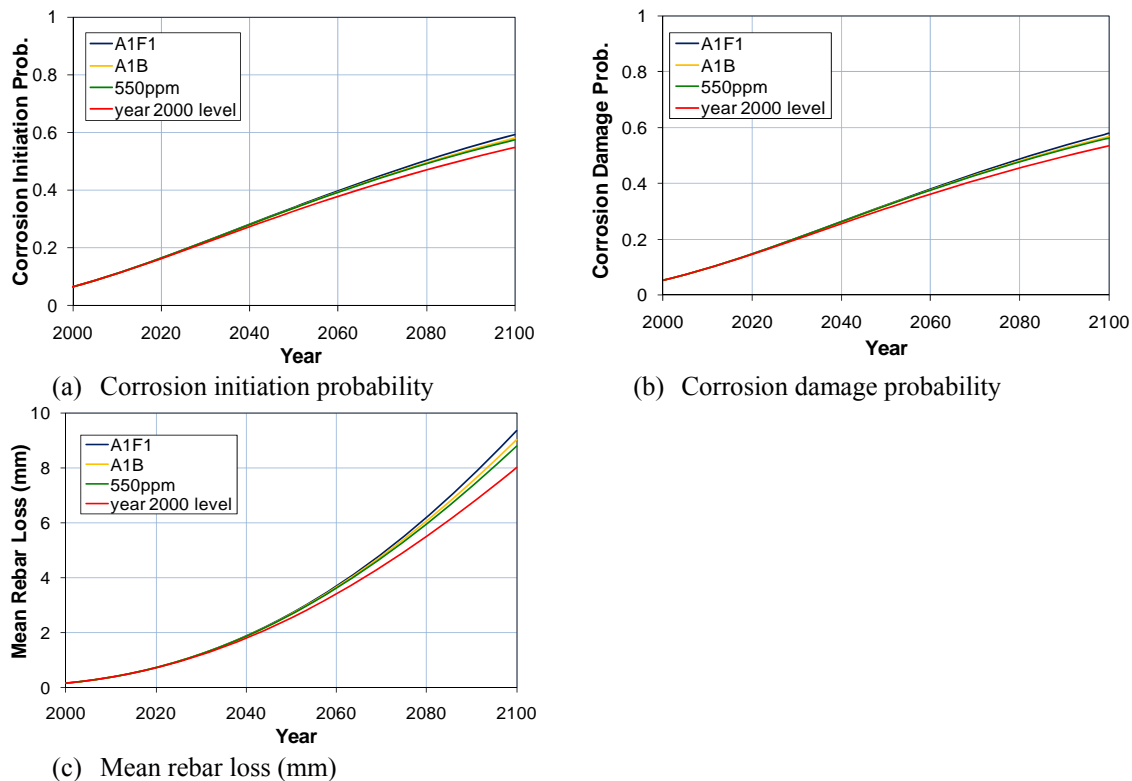 Corrosion Initiation Prob.
1
0.8
0.6
0.4
0.2
0
A1F1
A1B
550ppm
year 2000 level
2000 2020 2040 2060 2080 2100
Year
(a) Corrosion initiation probability
Corrosion Damage Prob.
1
0.8
0.6
0.4
0.2
0
A1F1
A1B
550ppm
year 2000 level
2000 2020 2040 2060 2080 2100
Year
(b) Corrosion damage probability
Mean Rebar Loss (mm)
10
8
6
4
2
0
A1F1
A1B
550ppm
year 2000 level
2000 2020 2040 2060 2080 2100
Year
(c) Mean rebar loss (mm)